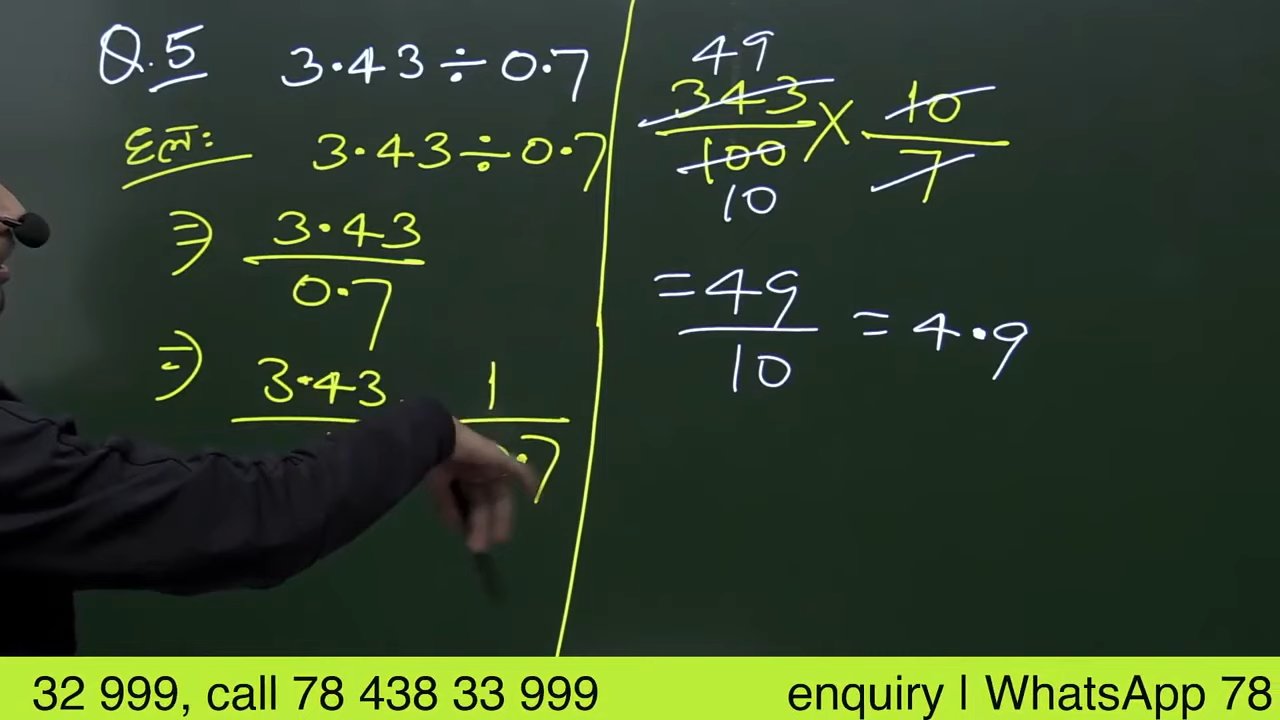 Q.5 3.43 ÷ 0.7
हल: 3.43 ÷ 0.7
⇒ 3.43 / 0.7
⇒ 3.43 1 / .7
49
343 / 100 × 10 / 7
10
= 49 / 10 = 4.9
32 999, call 78 438 33 999 enquiry | WhatsApp 78